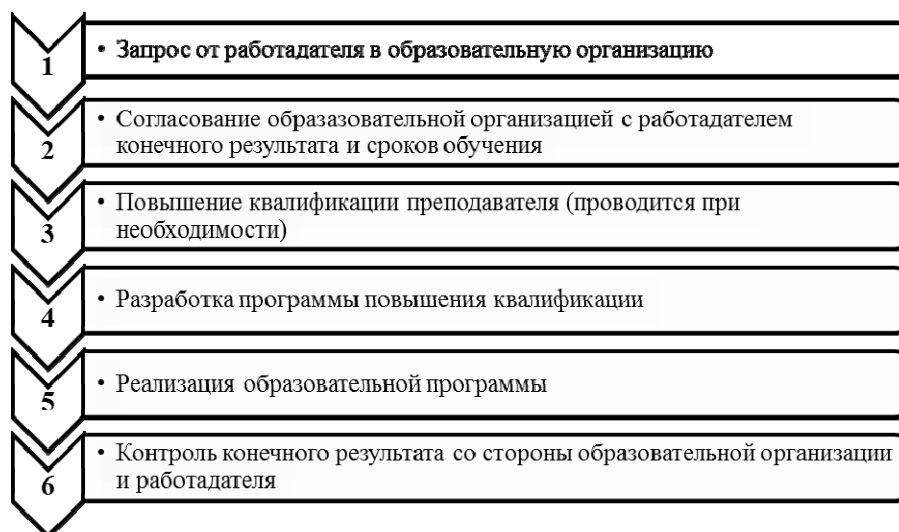 1
• Запрос от работадателя в образовательную организацию
2
• Согласование образазовательной организацией с работадателем
конечного результата и сроков обучения
3
• Повышение квалификации преподавателя (проводится при
необходимости)
4
• Разработка программы повышения квалификации
5
• Реализация образовательной программы
6
• Контроль конечного результата со стороны образовательной организации
и работадателя